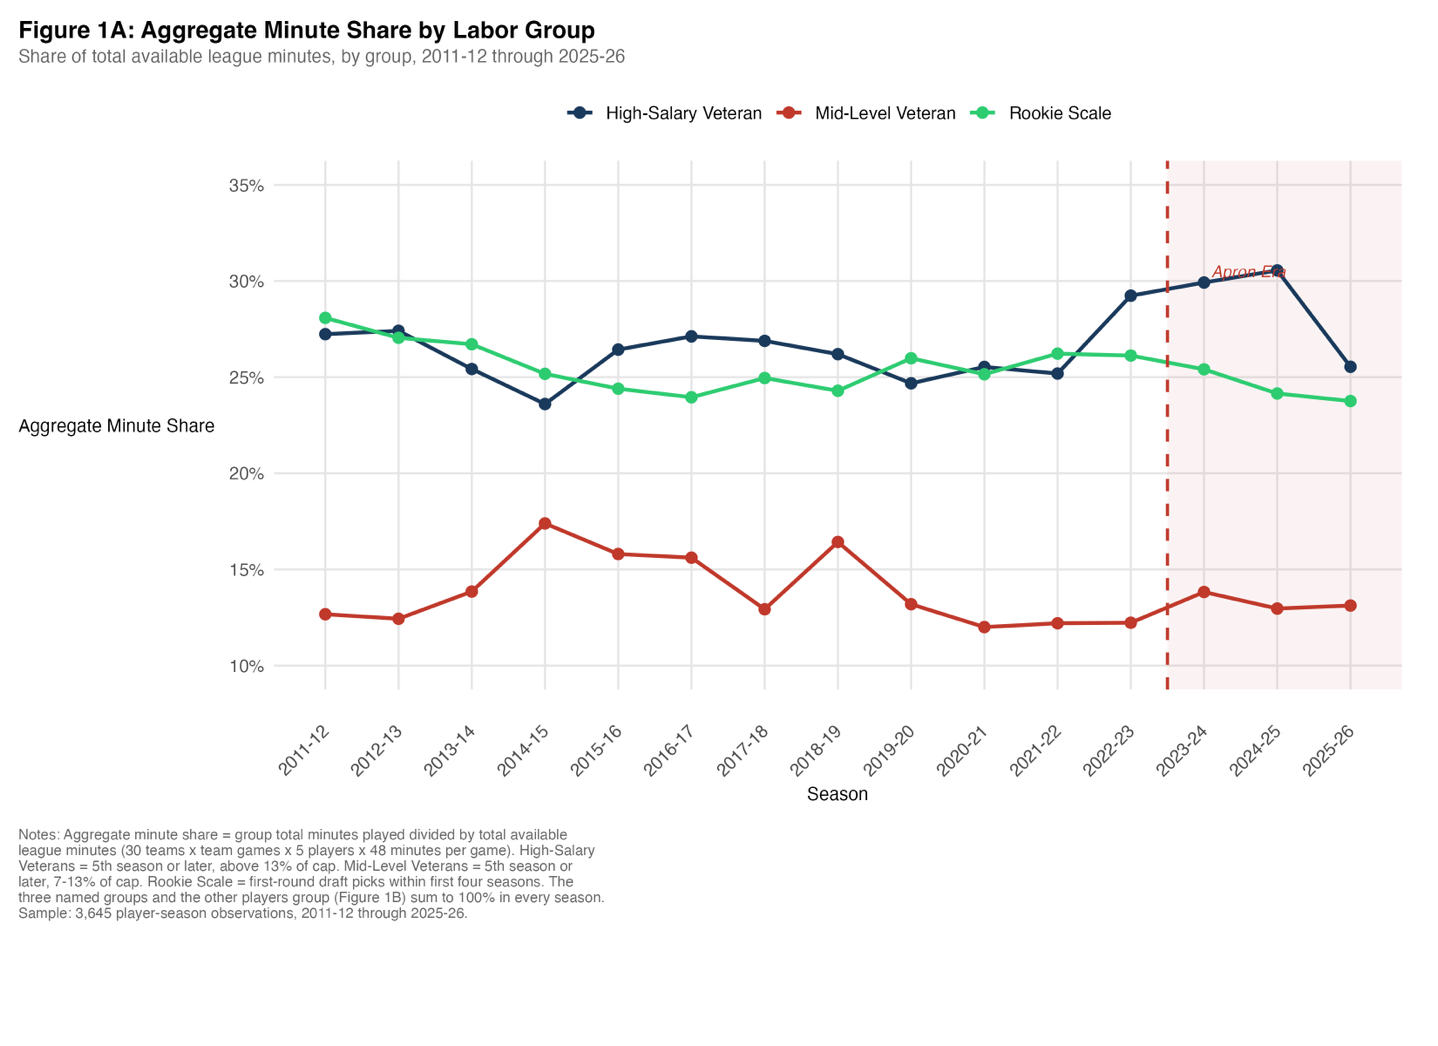 Figure 1A: Aggregate Minute Share by Labor Group
Share of total available league minutes, by group, 2011-12 through 2025-26
High-Salary Veteran
Mid-Level Veteran
Rookie Scale
35%
30%
25%
20%
15%
10%
Aggregate Minute Share
Apron Era
2011-12
2012-13
2013-14
2014-15
2015-16
2016-17
2017-18
2018-19
2019-20
2020-21
2021-22
2022-23
2023-24
2024-25
2025-26
Season
Notes: Aggregate minute share = group total minutes played divided by total available
league minutes (30 teams x team games x 5 players x 48 minutes per game). High-Salary
Veterans = 5th season or later, above 13% of cap. Mid-Level Veterans = 5th season or
later, 7-13% of cap. Rookie Scale = first-round draft picks within first four seasons. The
three named groups and the other players group (Figure 1B) sum to 100% in every season.
Sample: 3,645 player-season observations, 2011-12 through 2025-26.